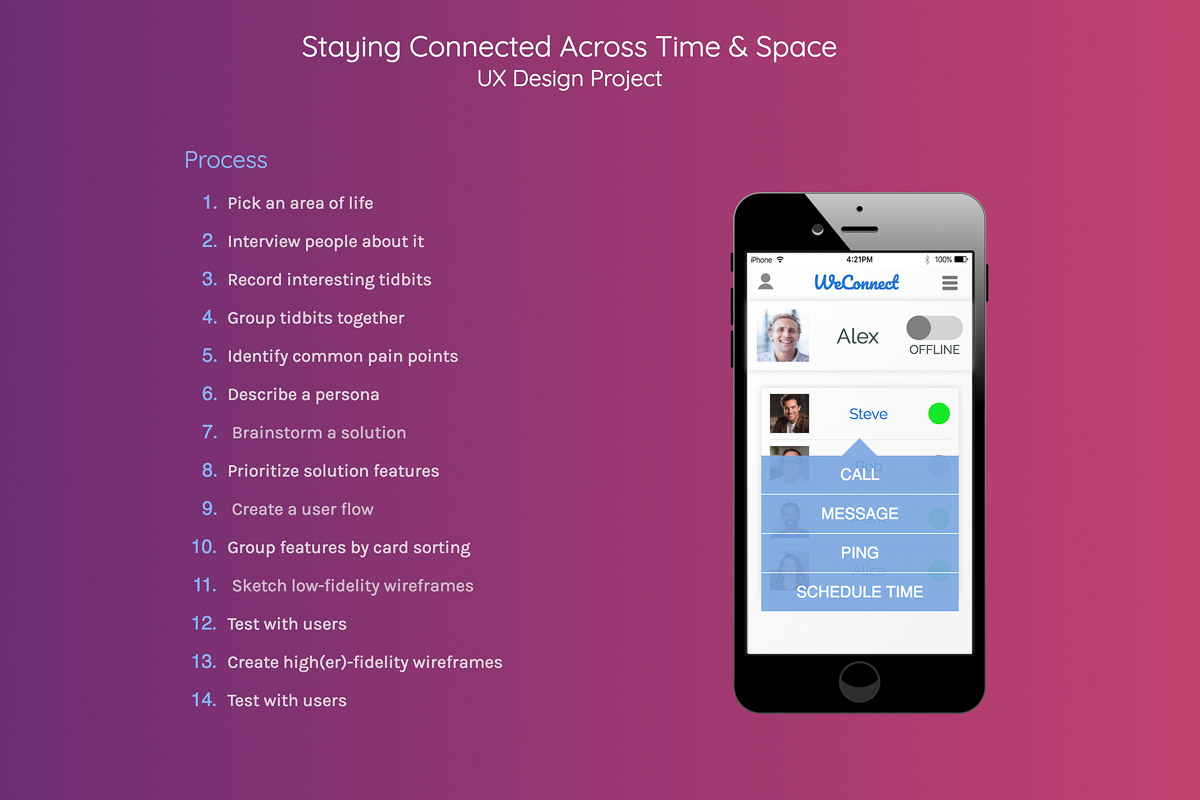 Staying Connected Across Time & Space
UX Design Project
Process
1. Pick an area of life
2. Interview people about it
3. Record interesting tidbits
4. Group tidbits together
5. Identify common pain points
6. Describe a persona
7. Brainstorm a solution
8. Prioritize solution features
9. Create a user flow
10. Group features by card sorting
11. Sketch low-fidelity wireframes
12. Test with users
13. Create high(er)-fidelity wireframes
14. Test with users
iPhone 4:21PM 100%
WeConnect
Alex
OFFLINE
Steve
Bob
CALL
MESSAGE
PING
Alice
SCHEDULE TIME